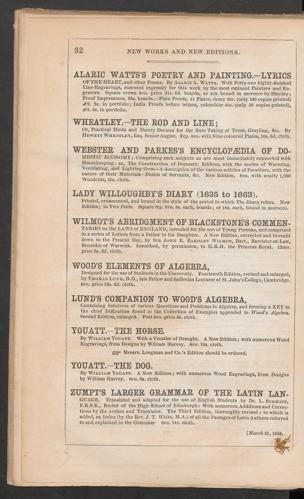 32 NEW WORKS AND NEW EDITIONS.
ALARIC WATTS'S POETRY AND PAINTING.—LYRICS
OF THE HEART, and other Poems. By ALARIC A. WATTS. With Forty-one highly-finished
Line-Engravings, executed expressly for this work by the most eminent Painters and En-
gravers. Square crown 8vo. price 31s. 6d. boards, or 45s. bound in morocco by Hayday;
Proof Impressions, 63s. boards.—Plain Proofs, 41 Plates, demy 4to. (only 100 copies printed)
£2. 2s. in portfolio; India Proofs before letters, colombier 4to. (only 50 copies printed),
£5. 5s. in portfolio.
WHEATLEY.—THE ROD AND LINE;
Or, Practical Hints and Dainty Devices for the Sure Taking of Trout, Grayling, &c. By
HEWETT WHEATLEY, Esq. Senior Angler. Fcp. 8vo. with Nine coloured Plates, 10s. 6d. cloth.
WEBSTER AND PARKES'S ENCYCLOPÆDIA OF DO-
MESTIC ECONOMY; Comprising such subjects as are most immediately connected with
Housekeeping: as, The Construction of Domestic Edifices, with the modes of Warming,
Ventilating, and Lighting them—A description of the various articles of Furniture, with the
nature of their Materials—Duties of Servants, &c. New Edition. 8vo. with nearly 1,000
Woodcuts, 50s. cloth.
LADY WILLOUGHBY'S DIARY (1635 to 1663).
Printed, ornamented, and bound in the style of the period to which The Diary refers. New
Edition; in Two Parts. Square fcp. 8vo. 8s. each, boards; or 18s. each, bound in morocco.
WILMOT'S ABRIDGMENT OF BLACKSTONE'S COMMEN-
TARIES on the LAWS of ENGLAND, intended for the use of Young Persons, and comprised
in a series of Letters from a Father to his Daughter. A New Edition, corrected and brought
down to the Present Day, by SIR JOHN E. EARDLEY WILMOT, Bart., Barrister-at-Law,
Recorder of Warwick. Inscribed, by permission, to H.R.H. the Princess Royal. 12mo.
price 6s. 6d. cloth.
WOOD'S ELEMENTS OF ALGEBRA,
Designed for the use of Students in the University. Thirteenth Edition, revised and enlarged,
by THOMAS LUND, B.D., late Fellow and Sadlerian Lecturer of St. John's College, Cambridge.
8vo. price 12s. 6d. cloth.
LUND'S COMPANION TO WOOD'S ALGEBRA,
Containing Solutions of various Questions and Problems in Algebra, and forming a KEY to
the chief Difficulties found in the Collection of Examples appended to Wood's Algebra.
Second Edition, enlarged. Post 8vo. price 6s. cloth.
YOUATT.—THE HORSE.
By WILLIAM YOUATT. With a Treatise of Draught. A New Edition; with numerous Wood
Engravings, from Designs by William Harvey. 8vo. 10s. cloth.
☞ Messrs. Longman and Co.'s Edition should be ordered.
YOUATT.—THE DOG.
By WILLIAM YOUATT. A New Edition; with numerous Wood Engravings, from Designs
by William Harvey. 8vo. 6s. cloth.
ZUMPT'S LARGER GRAMMAR OF THE LATIN LAN-
GUAGE. Translated and adapted for the use of English Students by Dr. L. SCHMITZ,
F.R.S.E., Rector of the High School of Edinburgh: With numerous Additions and Correc-
tions by the Author and Translator. The Third Edition, thoroughly revised; to which is
added, an Index (by the Rev. J. T. White, M.A.) of all the Passages of Latin Authors referred
to and explained in the Grammar. 8vo. 14s. cloth.
[March 31, 1853.